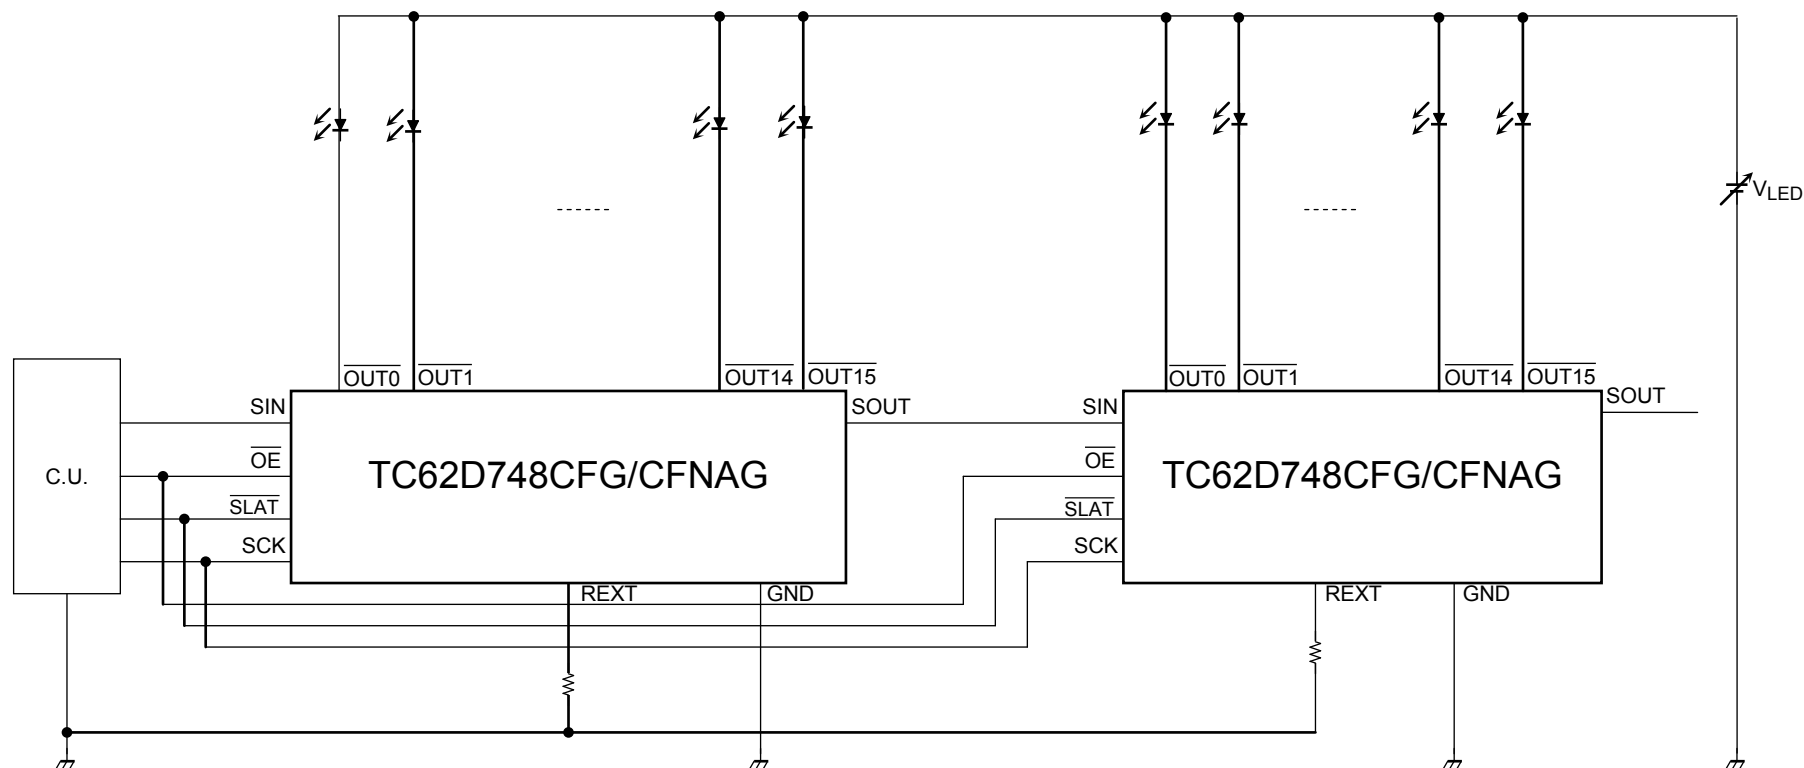 VLED
OUT0 OUT1 OUT14 OUT15
OUT0 OUT1 OUT14 OUT15
SIN
SOUT
SIN
SOUT
C.U.
OE
TC62D748CFG/CFNAG
OE
TC62D748CFG/CFNAG
SLAT
SLAT
SCK
SCK
REXT
GND
REXT
GND